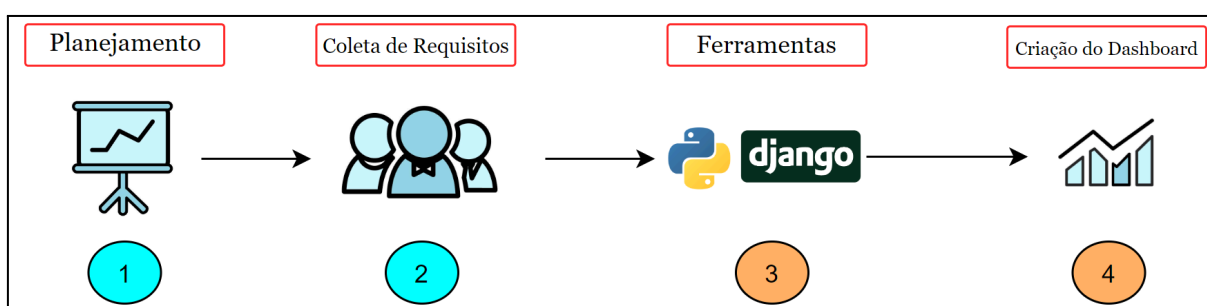 Planejamento
Coleta de Requisitos
Ferramentas
Criação do Dashboard
django
1
2
3
4